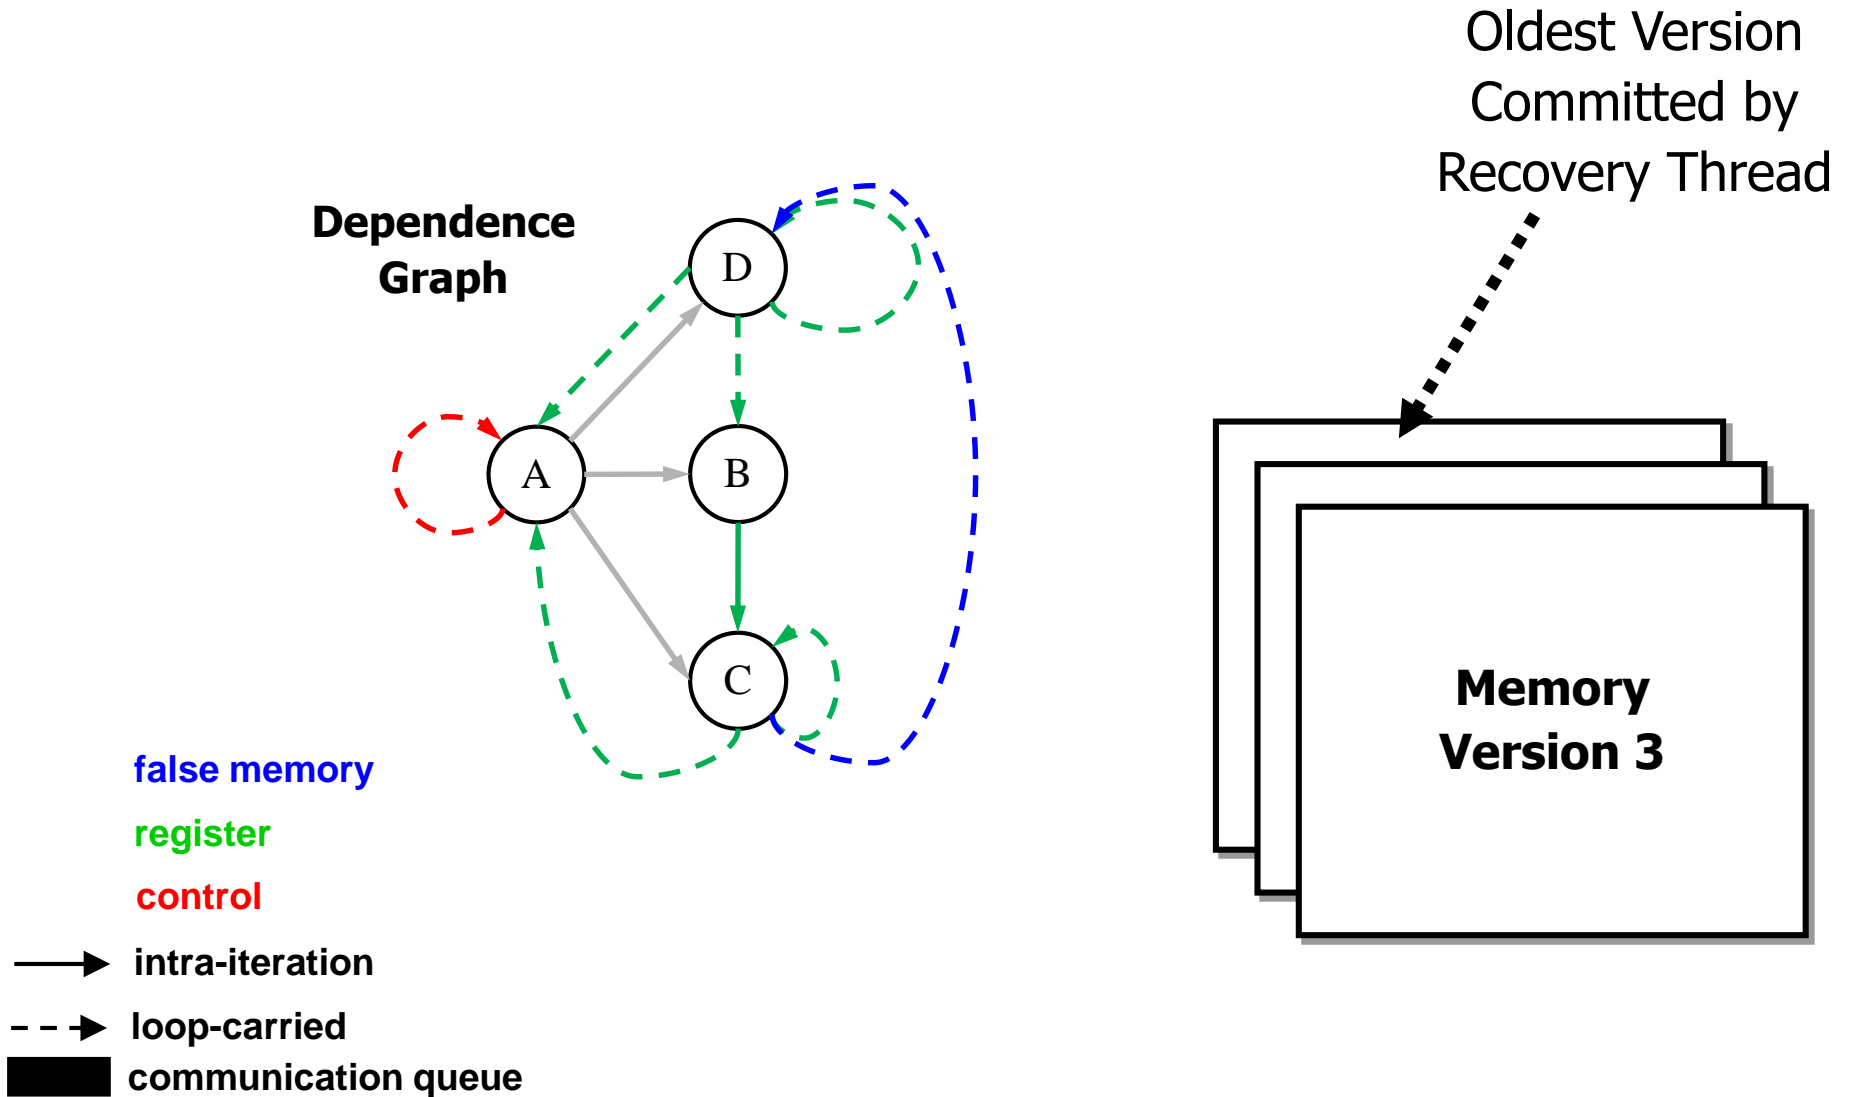 Oldest Version
Committed by
Recovery Thread
Dependence
Graph
D
A
B
C
Memory
Version 3
false memory
register
control
intra-iteration
loop-carried
communication queue